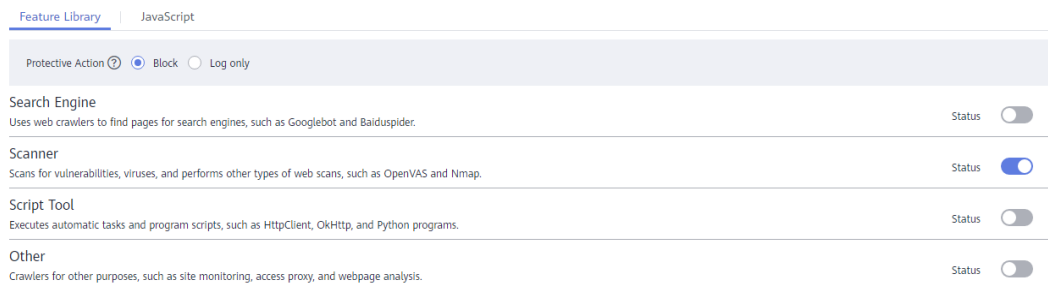 Feature Library JavaScript
Protective Action ? Block Log only
Search Engine
Uses web crawlers to find pages for search engines, such as Googlebot and Baiduspider.
Status
Scanner
Scans for vulnerabilities, viruses, and performs other types of web scans, such as OpenVAS and Nmap.
Status
Script Tool
Executes automatic tasks and program scripts, such as HttpClient, OkHttp, and Python programs.
Status
Other
Crawlers for other purposes, such as site monitoring, access proxy, and webpage analysis.
Status